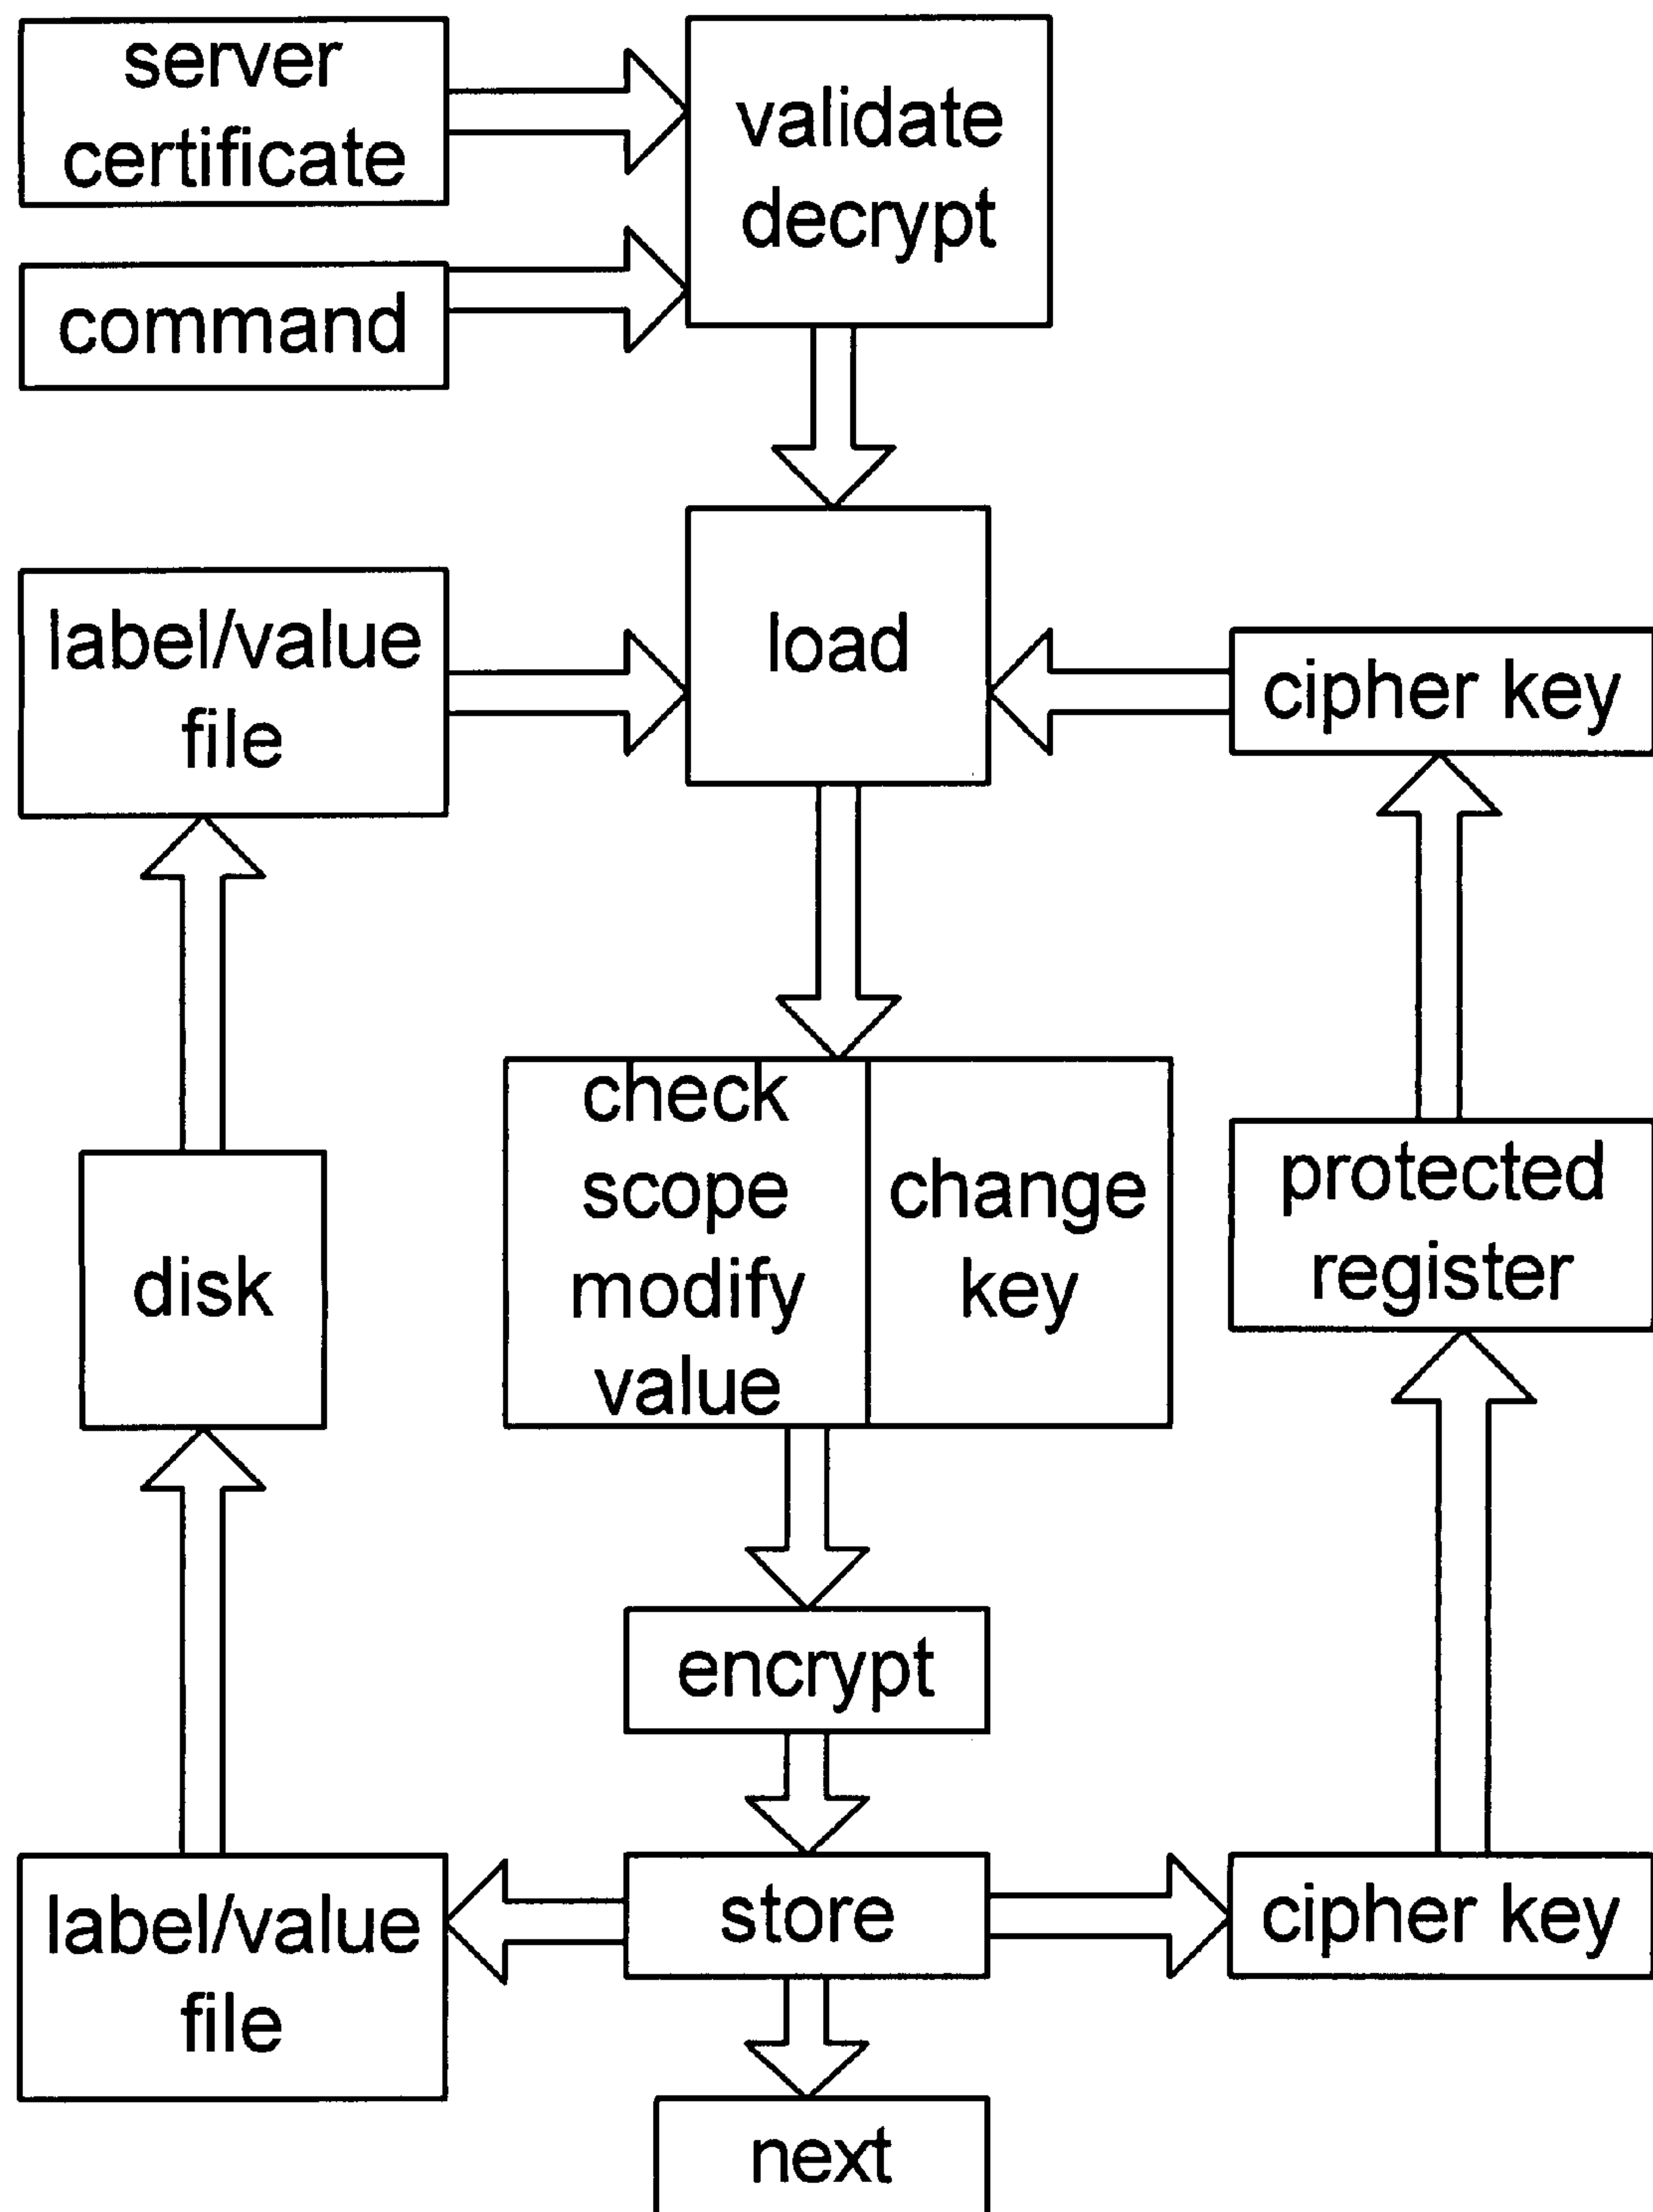 server
certificate
validate
decrypt
command
label/value
file
load
cipher key
check
scope
modify
value
change
key
protected
register
disk
encrypt
label/value
file
store
cipher key
next